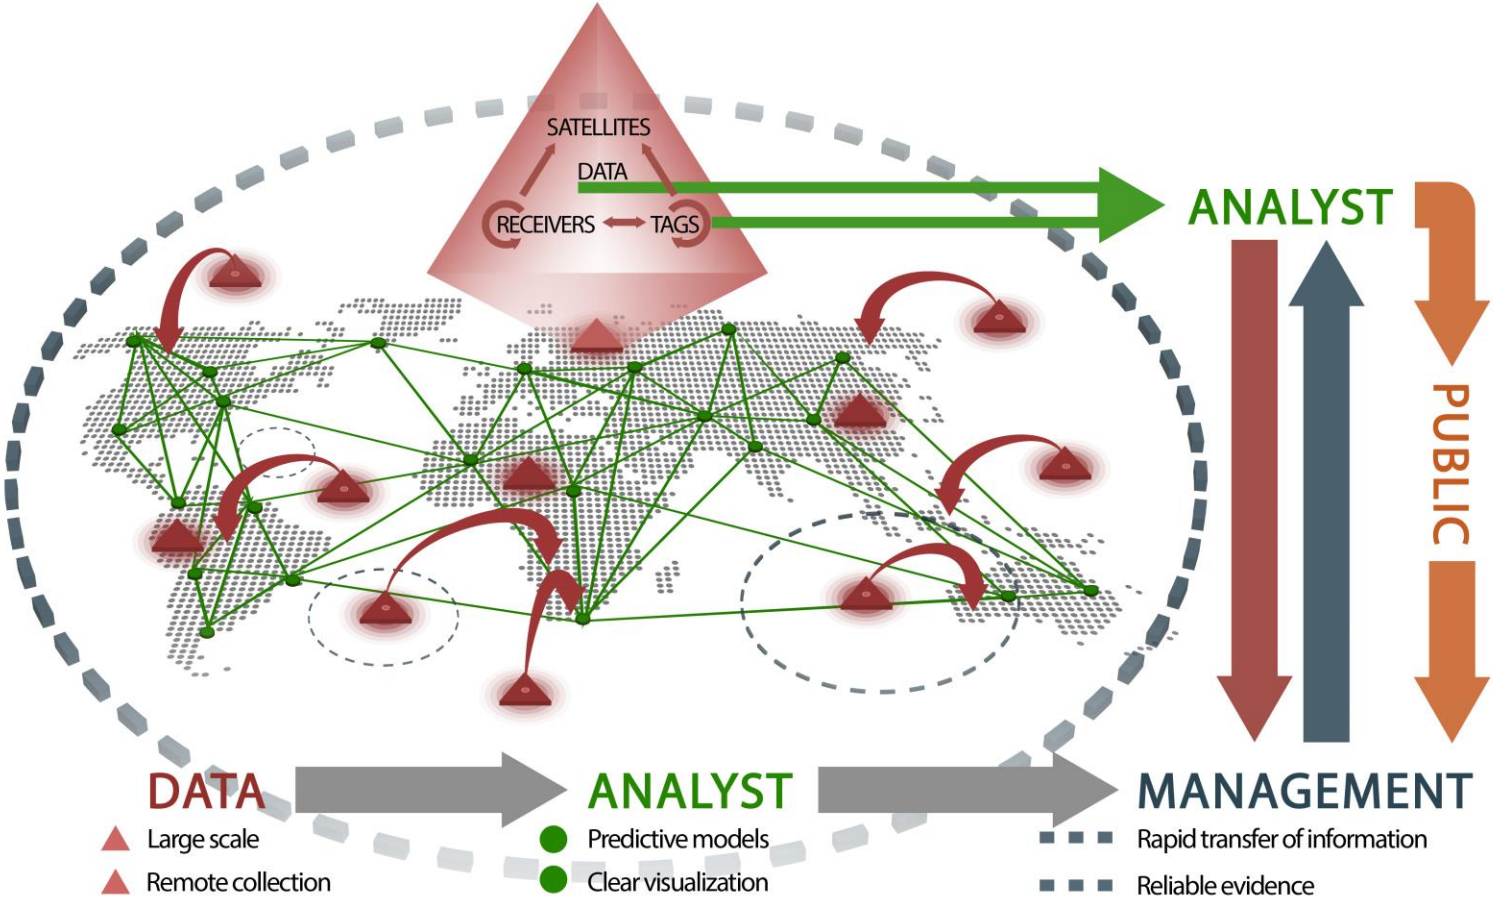 SATELLITES
DATA
RECEIVERS
TAGS
ANALYST
PUBLIC
DATA
ANALYST
MANAGEMENT
Large scale
Predictive models
Rapid transfer of information
Remote collection
Clear visualization
Reliable evidence